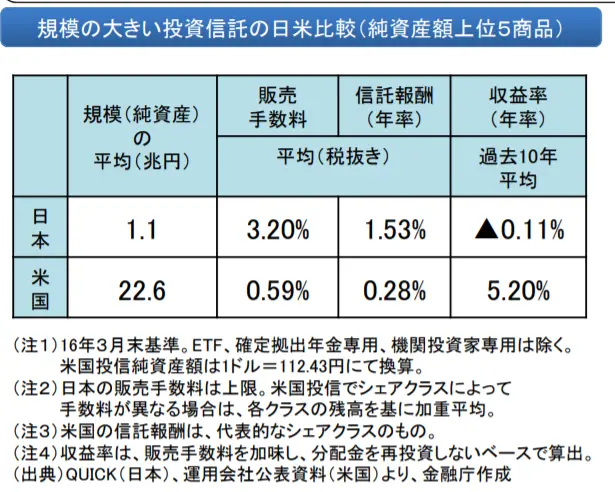 規模の大きい投資信託の日米比較(純資産額上位5商品)
規模(純資産)
の
平均(兆円)
販売
手数料
信託報酬
(年率)
収益率
(年率)
平均(税抜き)
過去10年
平均
日本 1.1 3.20% 1.53% ▲0.11%
米国 22.6 0.59% 0.28% 5.20%
(注1)16年3月末基準。ETF、確定拠出年金専用、機関投資家専用は除く。
米国投信純資産額は1ドル=112.43円にて換算。
(注2)日本の販売手数料は上限。米国投信でシェアクラスによって
手数料が異なる場合は、各クラスの残高を基に加重平均。
(注3)米国の信託報酬は、代表的なシェアクラスのもの。
(注4)収益率は、販売手数料を加味し、分配金を再投資しないベースで算出。
(出典)QUICK(日本)、運用会社公表資料(米国)より、金融庁作成